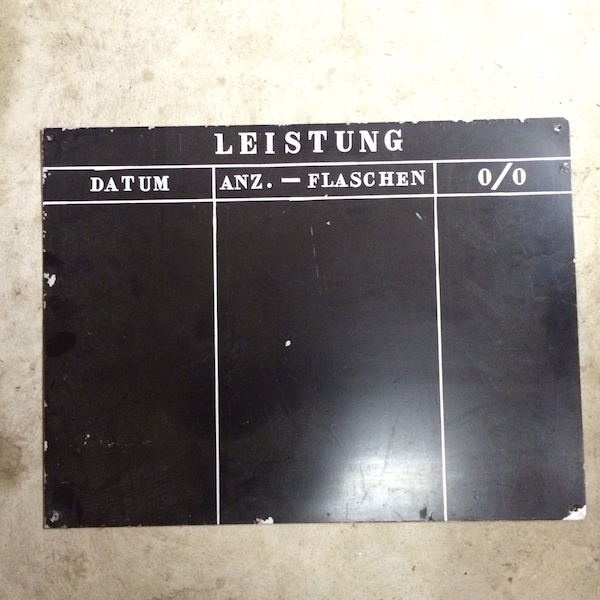 LEISTUNG
DATUM ANZ. — FLASCHEN 0/0